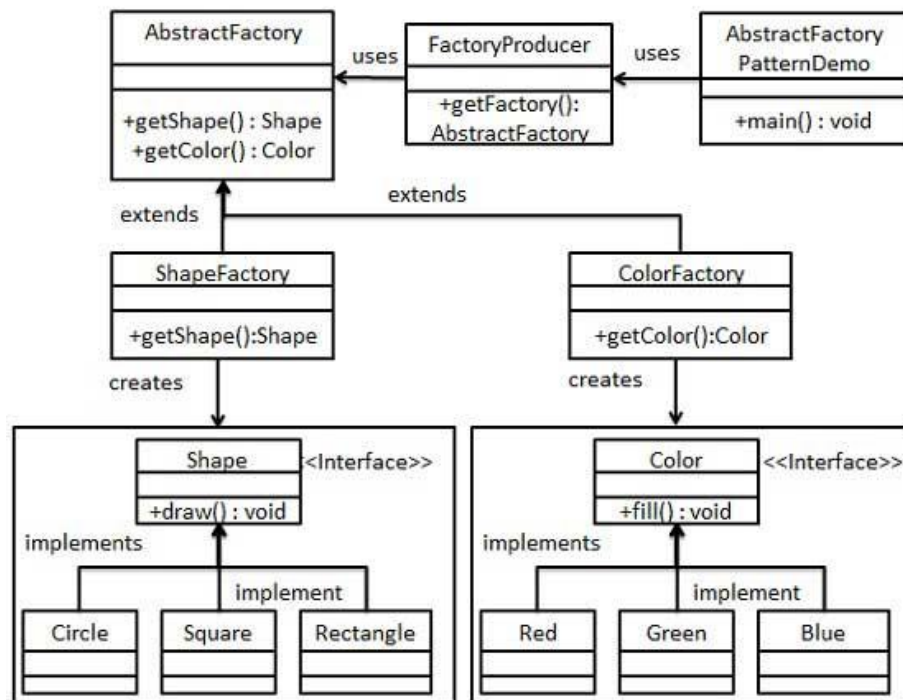 AbstractFactory
+getShape() : Shape
+getColor() : Color
uses
FactoryProducer
+getFactory():
AbstractFactory
uses
AbstractFactory
PatternDemo
+main() : void
extends
extends
ShapeFactory
+getShape():Shape
ColorFactory
+getColor():Color
creates
creates
Shape
<<Interface>>
+draw() : void
implements
implement
Circle
Square
Rectangle
Color
<<Interface>>
+fill() : void
implements
implement
Red
Green
Blue